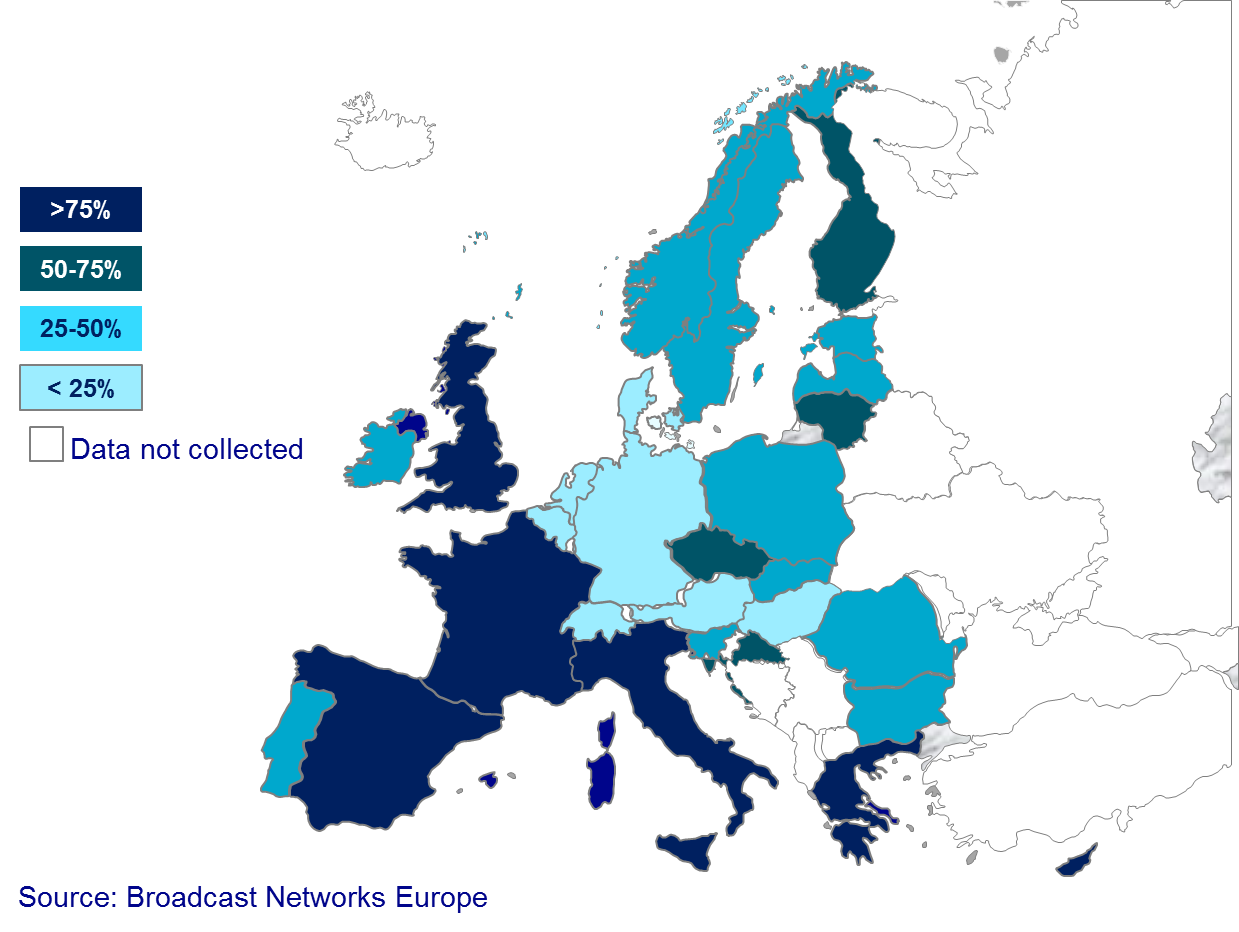 >75%
50-75%
25-50%
< 25%
Data not collected
Source: Broadcast Networks Europe